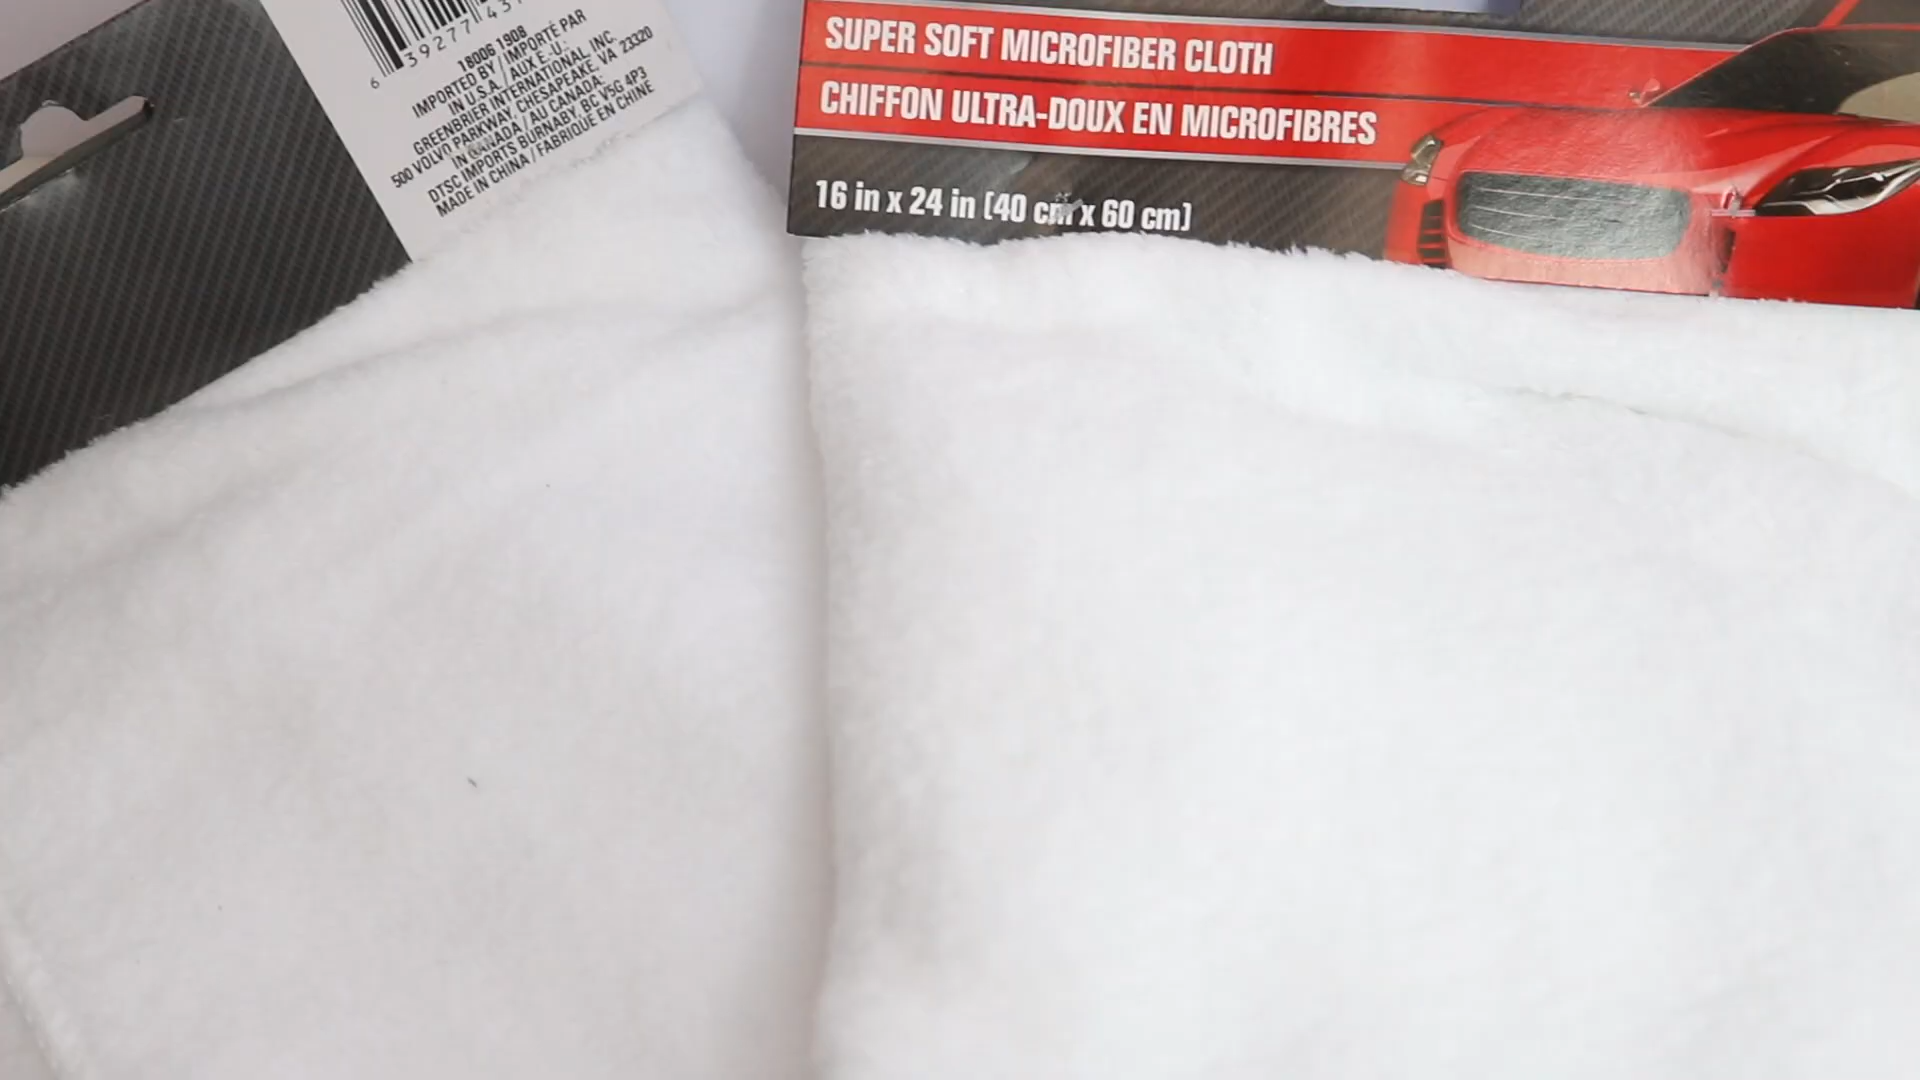 6 39277 43
18006 1908
IMPORTED BY / IMPORTÉ PAR
IN U.S.A. / AUX E.-U.:
GREENBRIER INTERNATIONAL, INC.
500 VOLVO PARKWAY, CHESAPEAKE, VA 23320
IN CANADA / AU CANADA:
DTSC IMPORTS BURNABY, BC V5G 4P3
MADE IN CHINA / FABRIQUE EN CHINE
SUPER SOFT MICROFIBER CLOTH
CHIFFON ULTRA-DOUX EN MICROFIBRES
16 in x 24 in (40 cm x 60 cm)